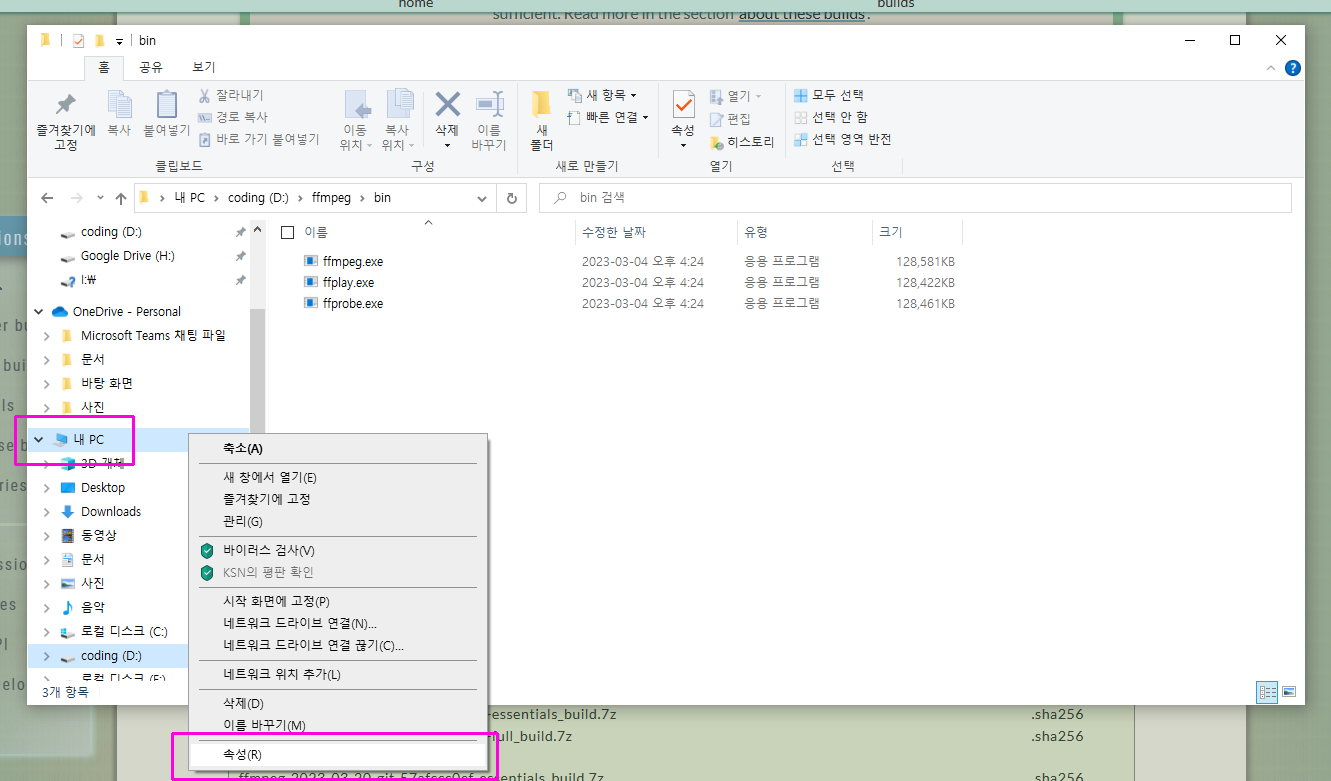 home builds
sufficient. Read more in the section about these builds.
bin
홈 공유 보기
즐겨찾기에 고정
복사
붙여넣기
잘라내기
경로 복사
바로 가기 붙여넣기
클립보드
이동 위치
복사 위치
삭제
이름 바꾸기
구성
새 폴더
새 항목
빠른 연결
새로 만들기
속성
열기
편집
히스토리
열기
모두 선택
선택 안 함
선택 영역 반전
선택
내 PC > coding (D:) > ffmpeg > bin
bin 검색
coding (D:)
Google Drive (H:)
I:₩
OneDrive - Personal
Microsoft Teams 채팅 파일
문서
바탕 화면
사진
내 PC
3D 개체
Desktop
Downloads
동영상
문서
사진
음악
로컬 디스크 (C:)
coding (D:)
3개 항목
이름 수정한 날짜 유형 크기
ffmpeg.exe 2023-03-04 오후 4:24 응용 프로그램 128,581KB
ffplay.exe 2023-03-04 오후 4:24 응용 프로그램 128,422KB
ffprobe.exe 2023-03-04 오후 4:24 응용 프로그램 128,461KB
축소(A)
새 창에서 열기(E)
즐겨찾기에 고정
관리(G)
바이러스 검사(V)
KSN의 평판 확인
시작 화면에 고정(P)
네트워크 드라이브 연결(N)...
네트워크 드라이브 연결 끊기(C)...
네트워크 위치 추가(L)
삭제(D)
이름 바꾸기(M)
속성(R)
-essentials_build.7z .sha256
full_build.7z .sha256
essentials_build.7z .sha256